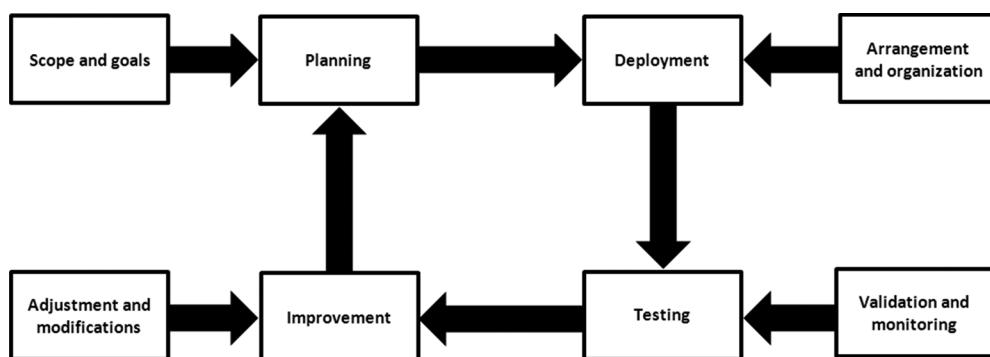 Scope and goals
Planning
Deployment
Arrangement
and organization
Adjustment and
modifications
Improvement
Testing
Validation and
monitoring